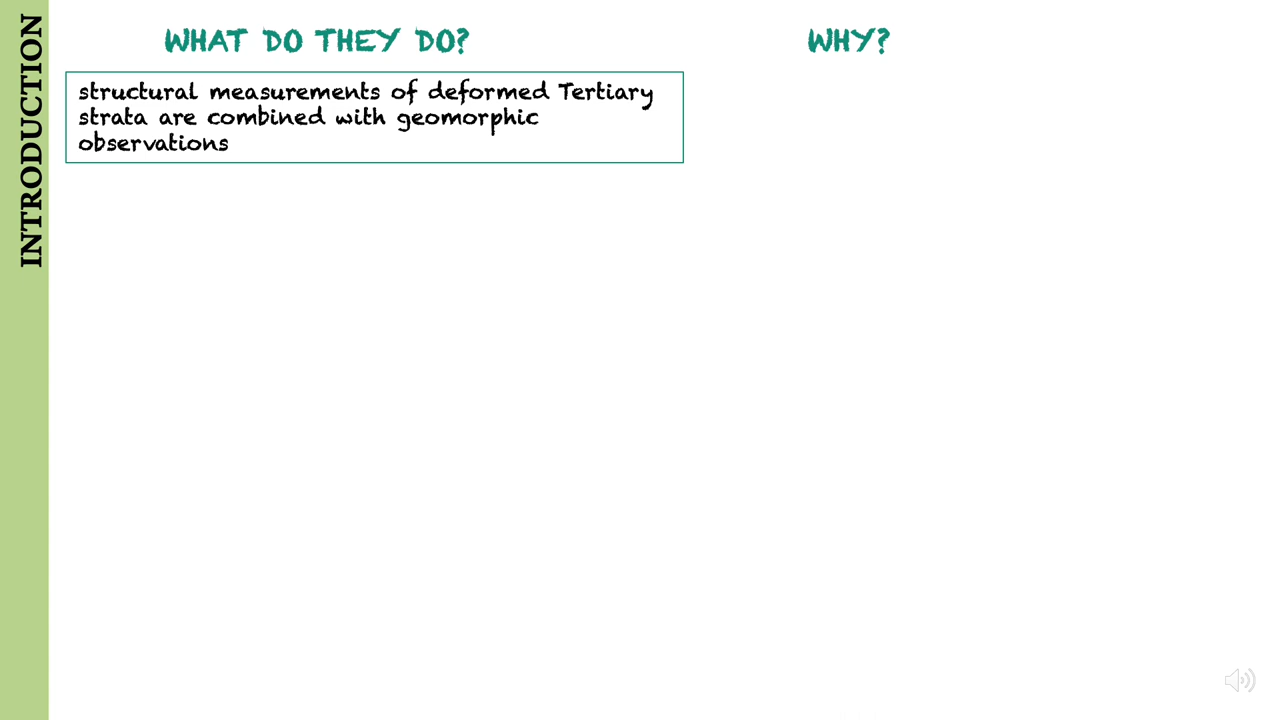 INTRODUCTION
WHAT DO THEY DO?
WHY?
structural measurements of deformed Tertiary
strata are combined with geomorphic
observations